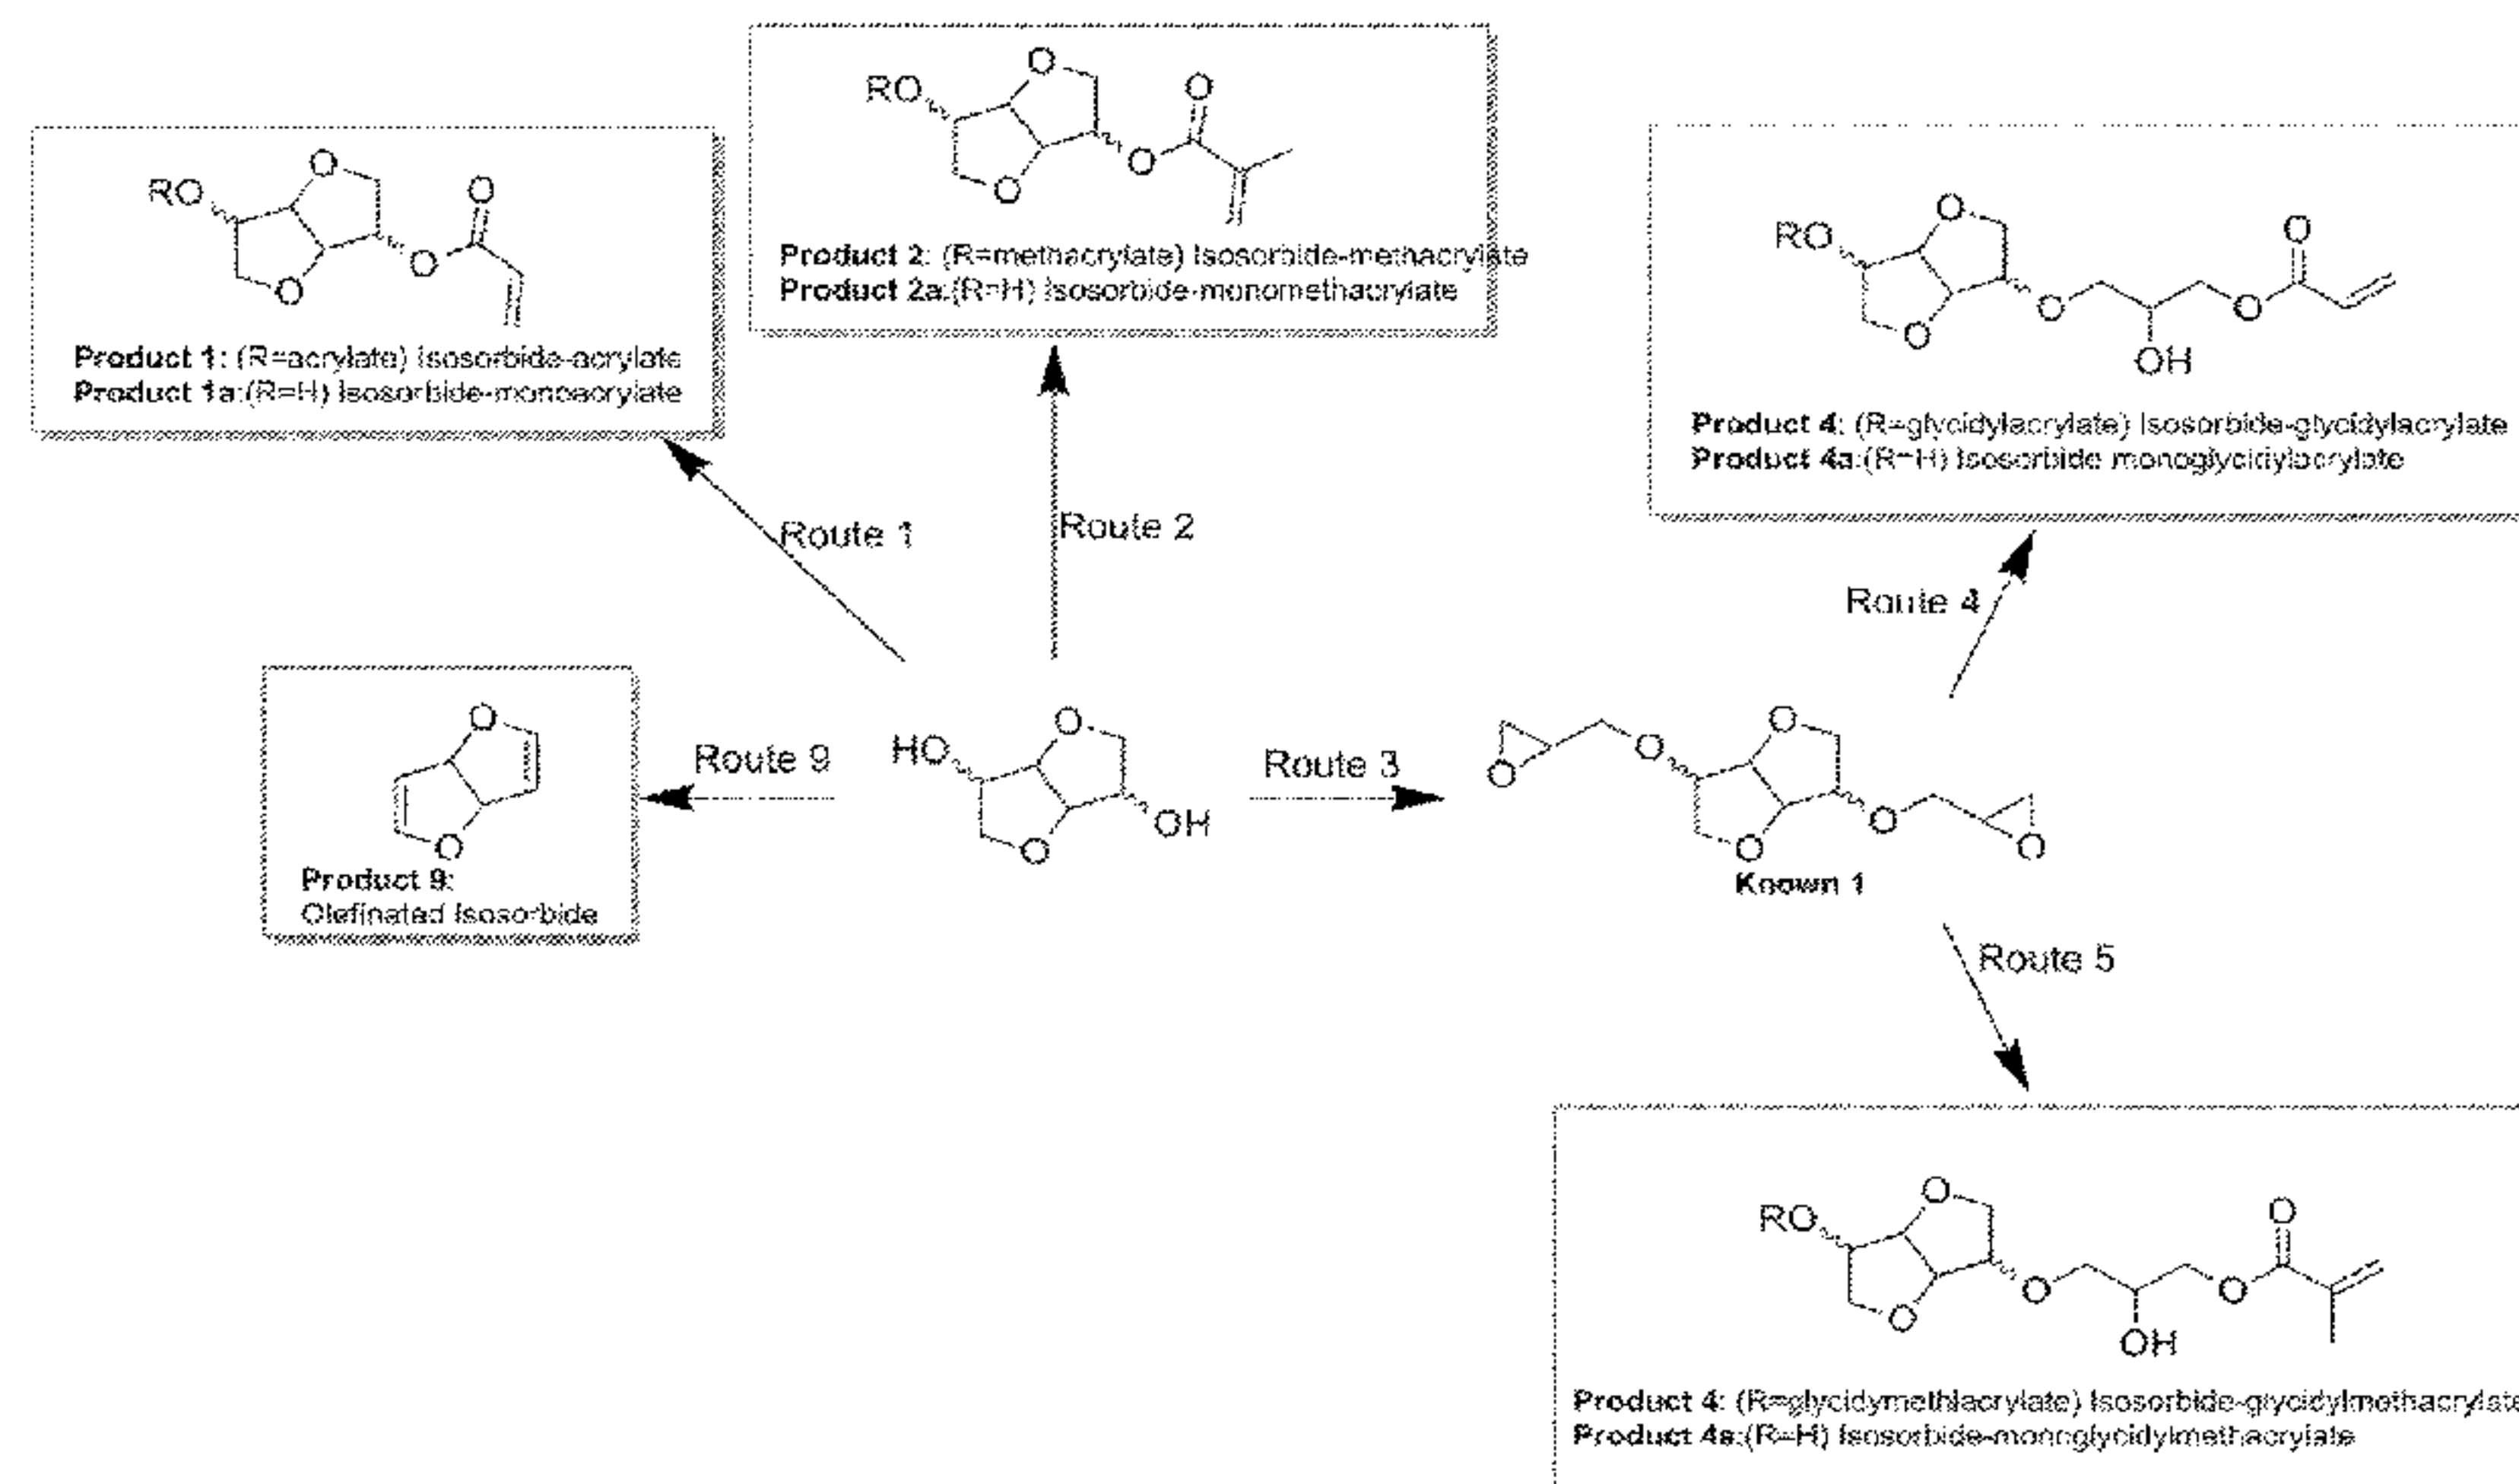 RO
O
O
O
O
Product 2: (R=methacrylate) Isosorbide-methacrylate
Product 2a:(R=H) Isosorbide-monomethacrylate
RO
O
O
O
O
Product 1: (R=acrylate) Isosorbide-acrylate
Product 1a:(R=H) Isosorbide-monoacrylate
RO
O
O
O
O
O
OH
Product 4: (R=glycidylacrylate) Isosorbide-glycidylacrylate
Product 4a:(R=H) Isosorbide monoglycidylacrylate
Route 1
Route 2
Route 4
O
O
Product 9:
Olefinated Isosorbide
Route 9
HO
O
O
OH
Route 3
O
O
O
O
O
O
Known 1
Route 5
RO
O
O
O
O
O
OH
Product 4: (R=glycidymethlacrylate) Isosorbide-glycidylmethacrylate
Product 4a:(R=H) Isosorbide-monoglycidylmethacrylate